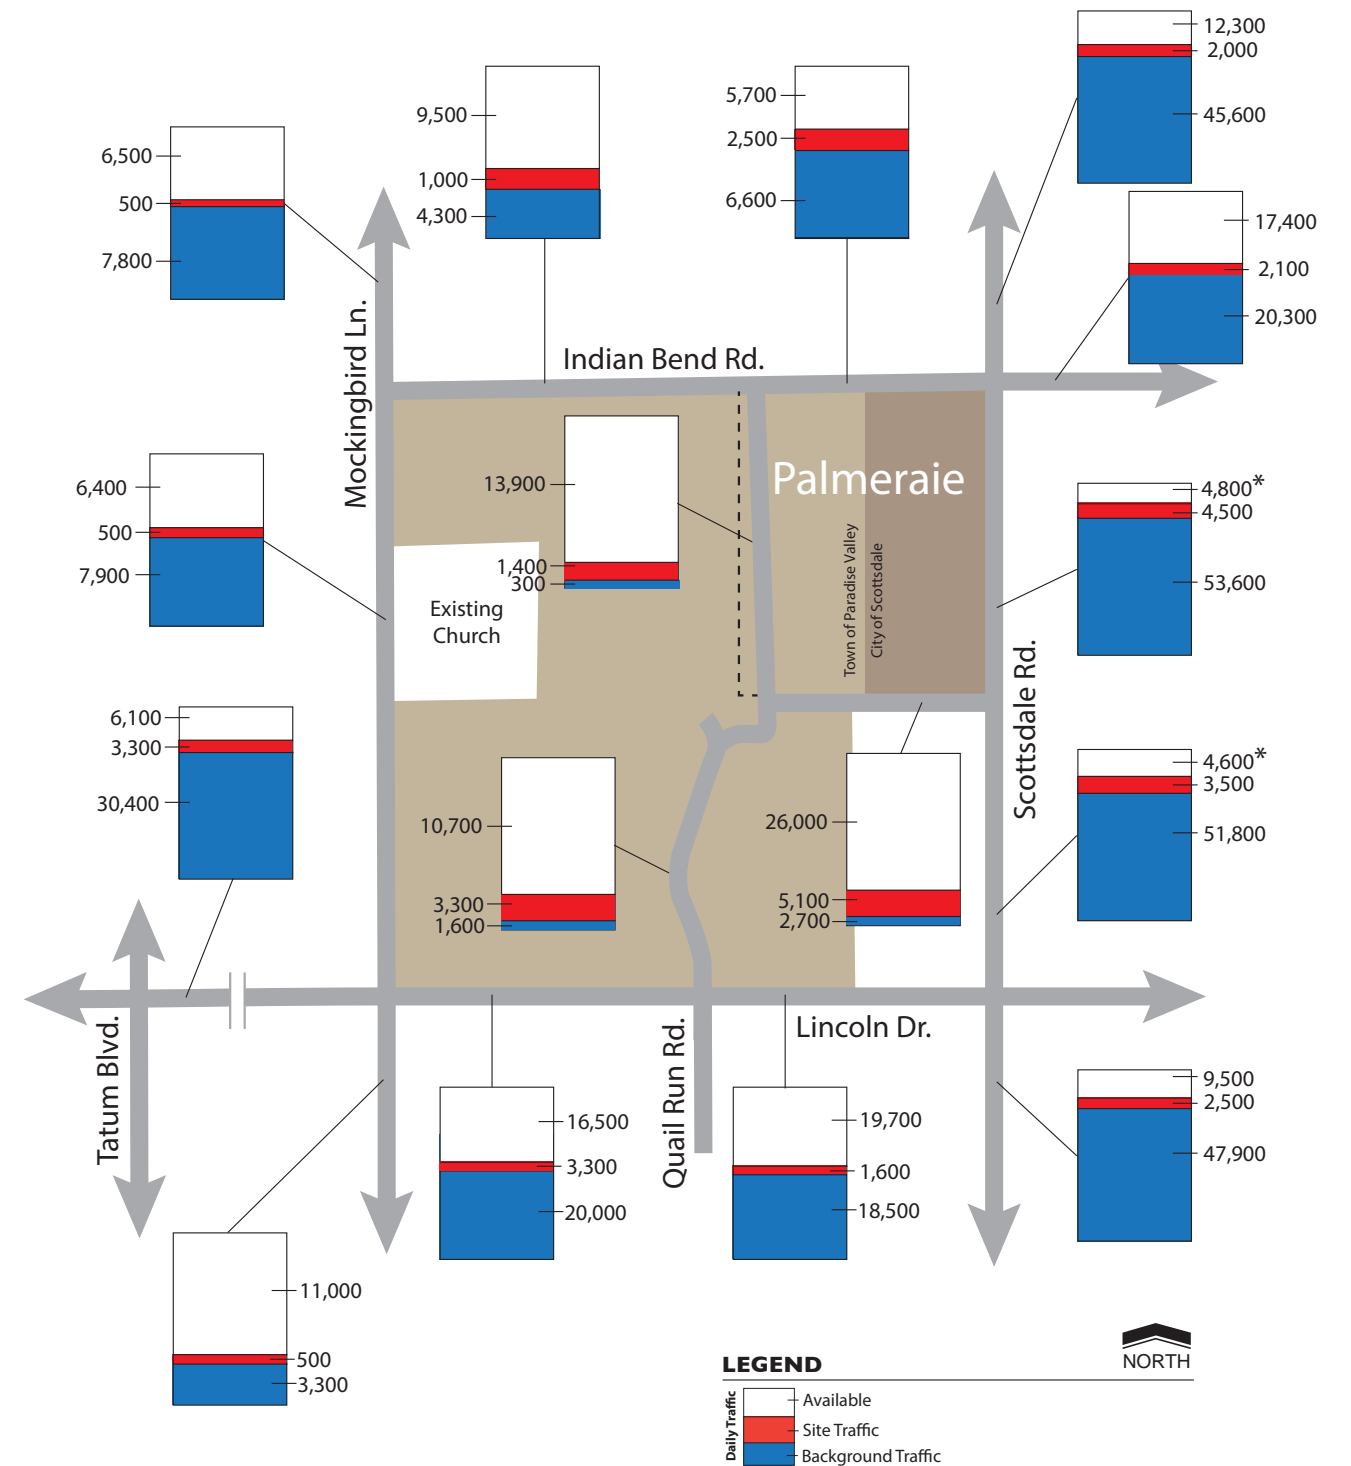 12,300
2,000
45,600
5,700
2,500
6,600
9,500
1,000
4,300
6,500
500
7,800
17,400
2,100
20,300
Indian Bend Rd.
Mockingbird Ln.
13,900
1,400
300
Palmeraie
Town of Paradise Valley
City of Scottsdale
4,800*
4,500
53,600
6,400
500
7,900
Existing
Church
Scottsdale Rd.
6,100
3,300
30,400
10,700
3,300
1,600
26,000
5,100
2,700
4,600*
3,500
51,800
Lincoln Dr.
Tatum Blvd.
Quail Run Rd.
16,500
3,300
20,000
19,700
1,600
18,500
9,500
2,500
47,900
11,000
500
3,300
NORTH
LEGEND
Daily Traffic
Available
Site Traffic
Background Traffic